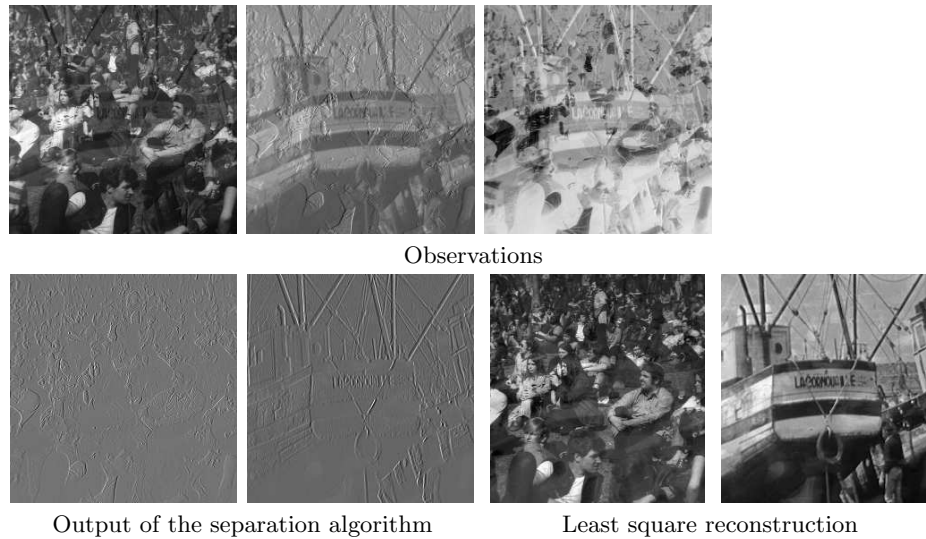 Observations
Output of the separation algorithm
Least square reconstruction